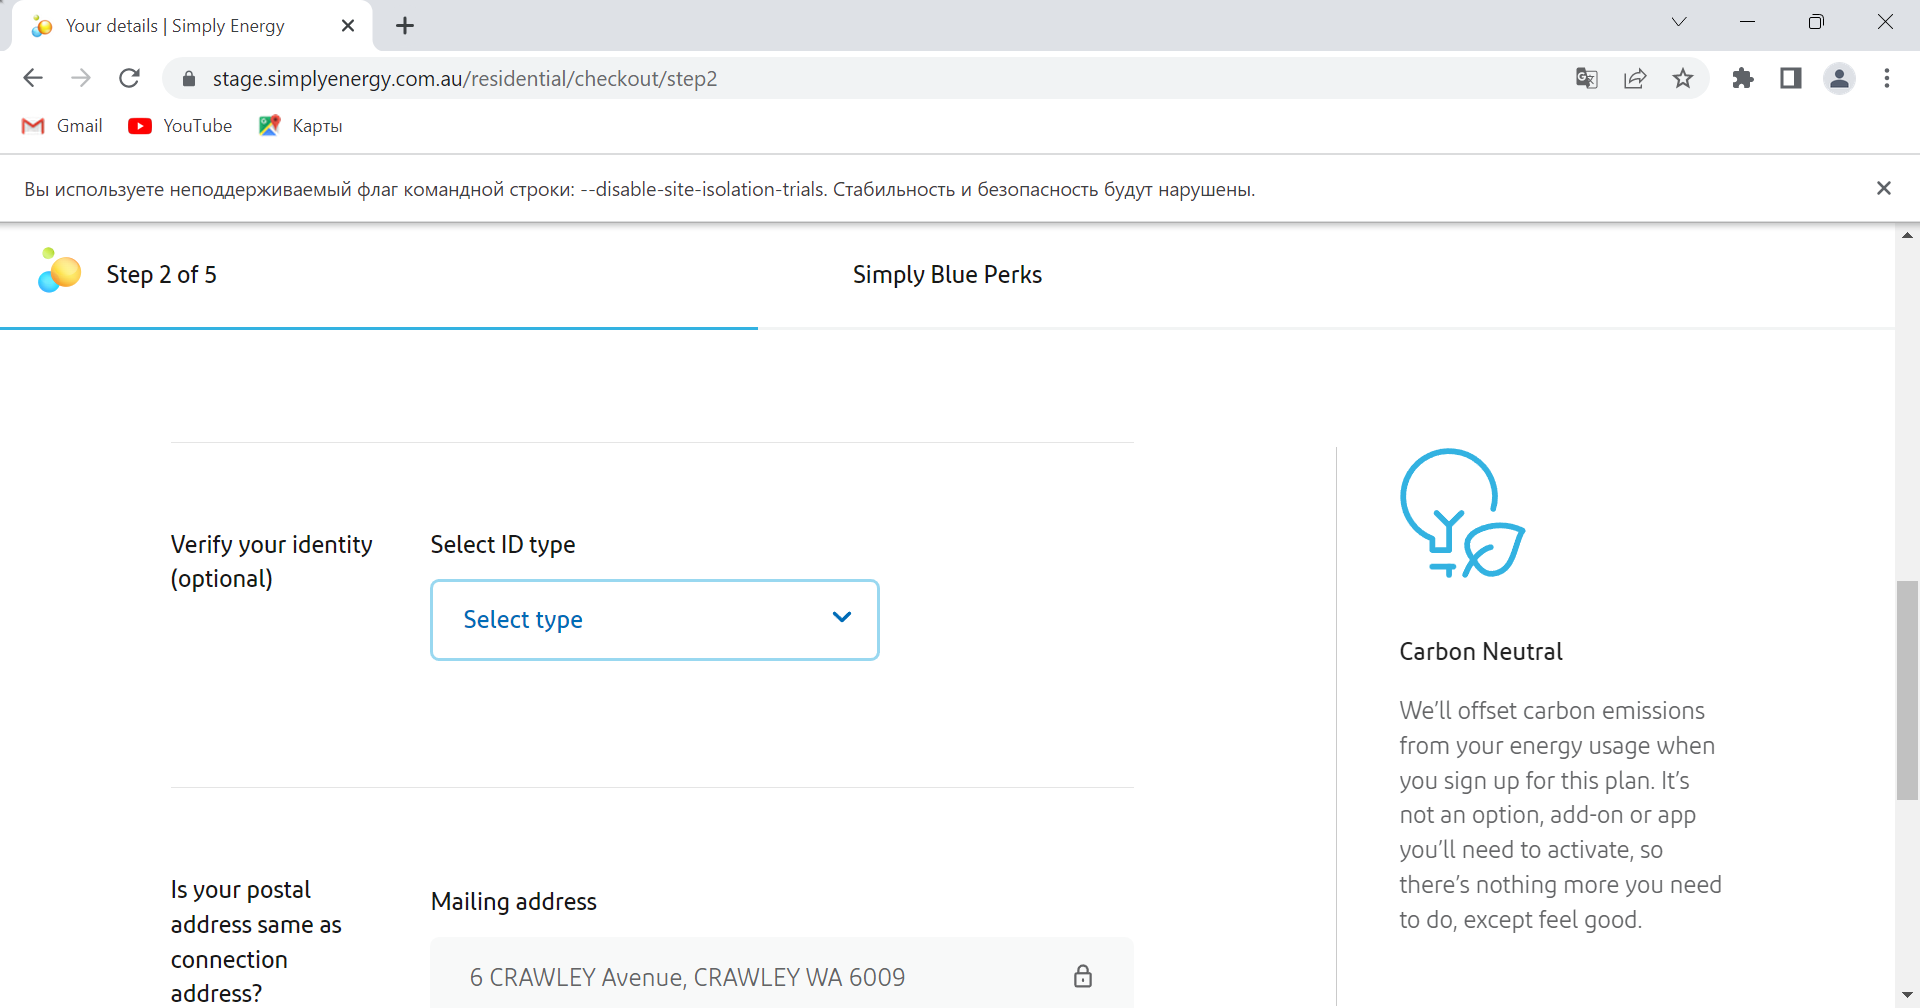 Your details | Simply Energy
stage.simplyenergy.com.au/residential/checkout/step2
Gmail
YouTube
Карты
Вы используете неподдерживаемый флаг командной строки: --disable-site-isolation-trials. Стабильность и безопасность будут нарушены.
Step 2 of 5
Simply Blue Perks
Verify your identity
(optional)
Select ID type
Select type
Is your postal
address same as
connection
address?
Mailing address
6 CRAWLEY Avenue, CRAWLEY WA 6009
Carbon Neutral
We’ll offset carbon emissions
from your energy usage when
you sign up for this plan. It’s
not an option, add-on or app
you’ll need to activate, so
there’s nothing more you need
to do, except feel good.